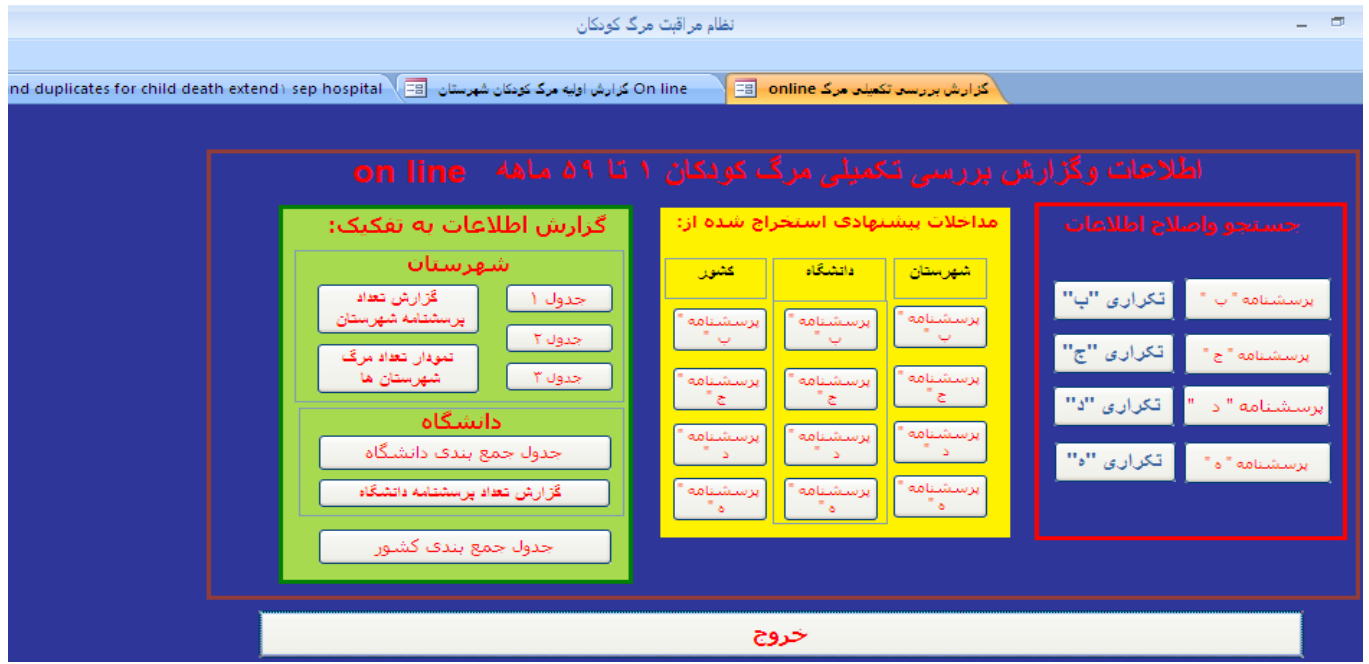 نظام مراقبت مرگ کودکان
گزارش بررسی تکمیلی مرگ online
On line گزارش اولیه مرگ کودکان شهرستان
nd duplicates for child death extend۱ sep hospital
اطلاعات وگزارش بررسی تکمیلی مرگ کودکان ۱ تا ۵۹ ماهه on line
جستجو واصلاح اطلاعات
پرسشنامه " ب "
تکراری "ب"
پرسشنامه " ج "
تکراری "ج"
پرسشنامه " د "
تکراری "د"
پرسشنامه " ه "
تکراری "ه"
مداخلات پیشنهادی استخراج شده از:
شهرستان
دانشگاه
کشور
پرسشنامه "
ب "
پرسشنامه "
ب "
پرسشنامه "
ب "
پرسشنامه "
ج "
پرسشنامه "
ج "
پرسشنامه "
ج "
پرسشنامه "
د "
پرسشنامه "
د "
پرسشنامه "
د "
پرسشنامه "
ه "
پرسشنامه "
ه "
پرسشنامه "
ه "
گزارش اطلاعات به تفکیک:
شهرستان
جدول ۱
جدول ۲
جدول ۳
گزارش تعداد
پرسشنامه شهرستان
نمودار تعداد مرگ
شهرستان ها
دانشگاه
جدول جمع بندی دانشگاه
گزارش تعداد پرسشنامه دانشگاه
جدول جمع بندی کشور
خروج